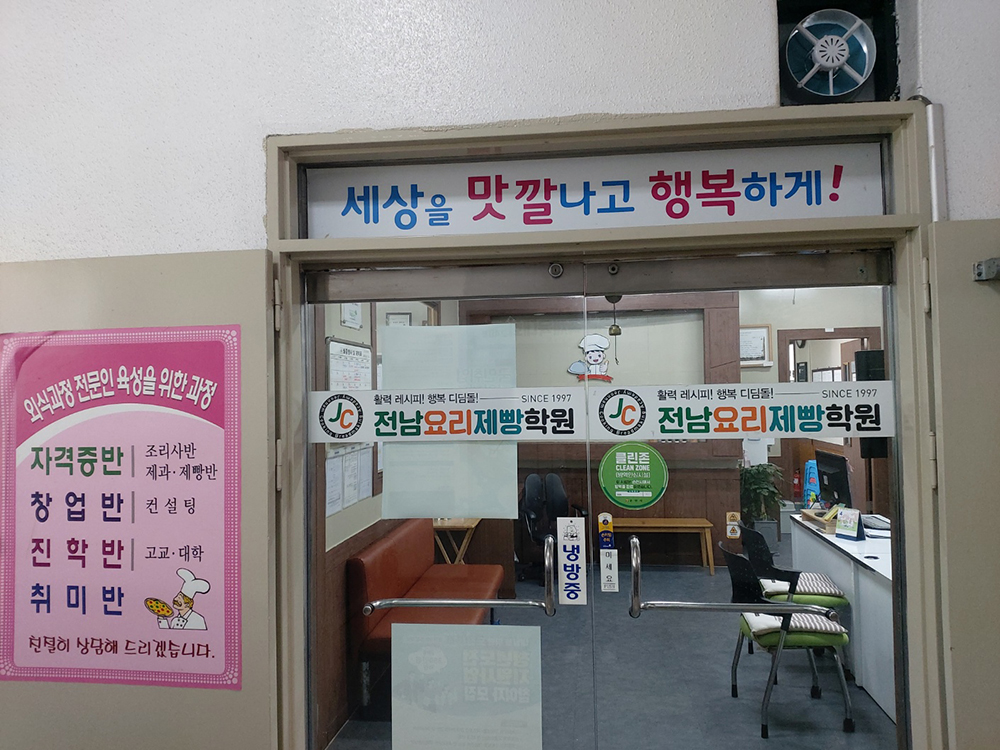 세상을 맛깔나고 행복하게!
외식과정 전문인 육성을 위한 과정
자격증반 조리사반
제과·제빵반
창업반 컨설팅
진학반 고교·대학
취미반
친절히 상담해 드리겠습니다.
활력 레시피! 행복 디딤돌! SINCE 1997
JC 전남요리제빵학원
활력 레시피! 행복 디딤돌! SINCE 1997
JC 전남요리제빵학원
클린존
CLEAN ZONE
냉방중
미세요